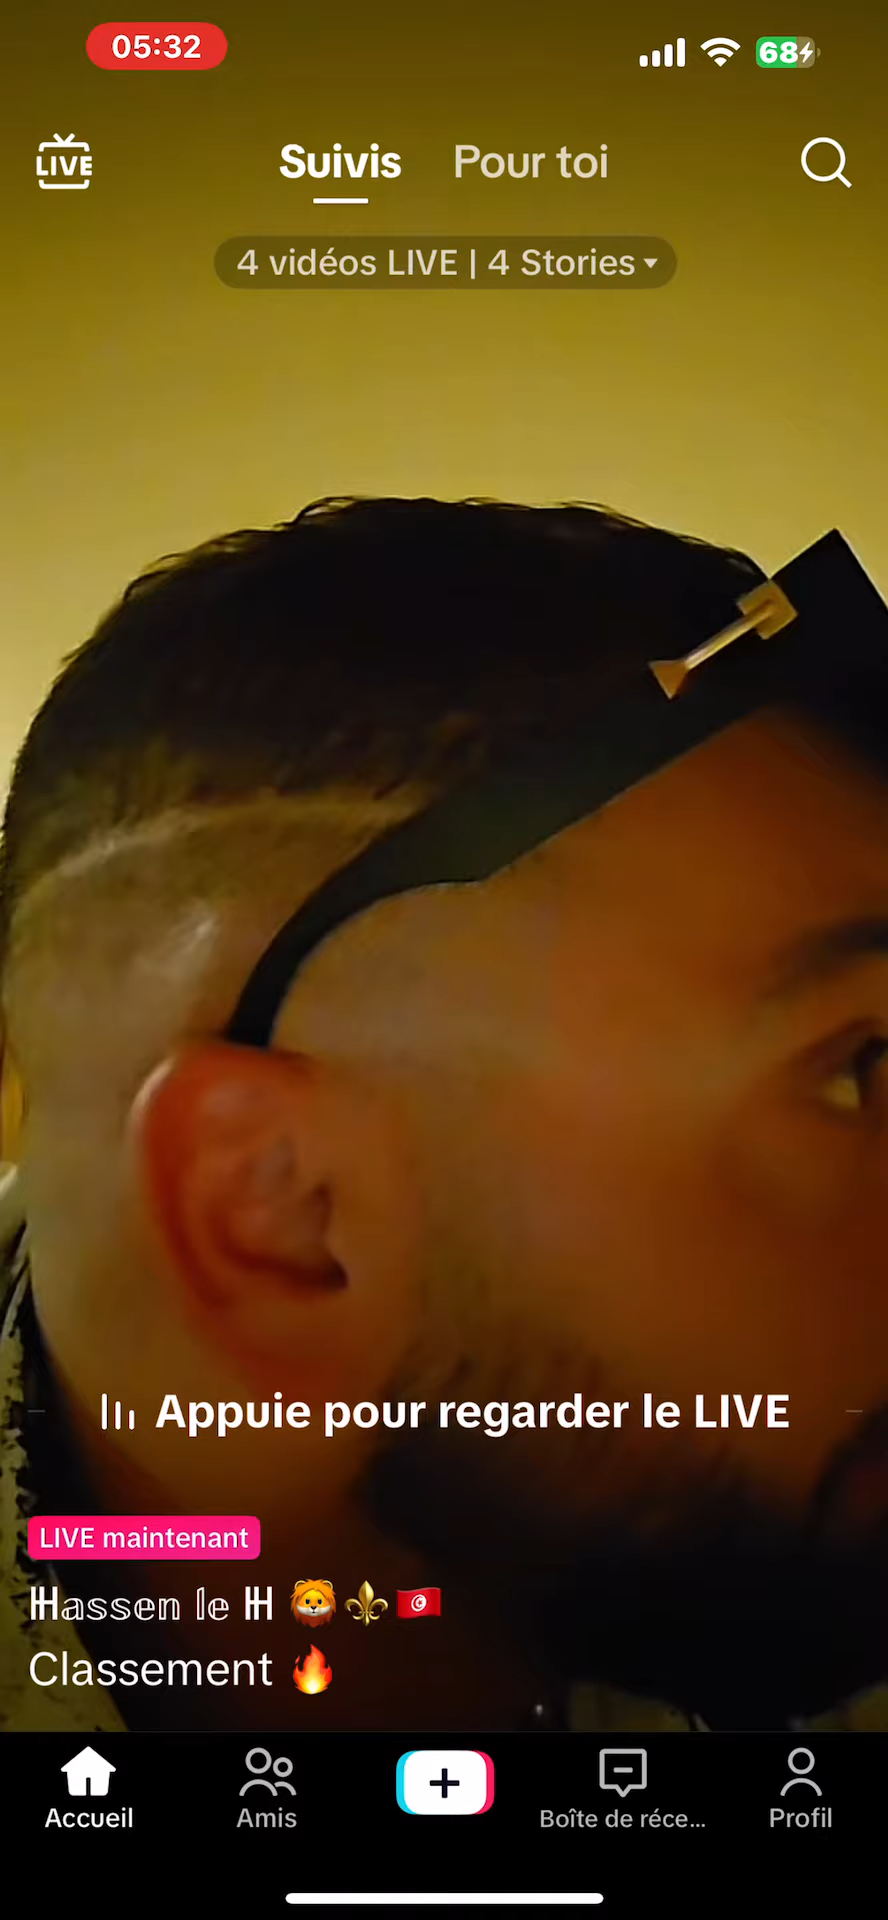 05:32
68
LIVE
Suivis
Pour toi
4 vidéos LIVE | 4 Stories
Appuie pour regarder le LIVE
LIVE maintenant
ℍassen le ℍ 🦁⚜️🇹🇳
Classement 🔥
Accueil
Amis
Boîte de réce...
Profil